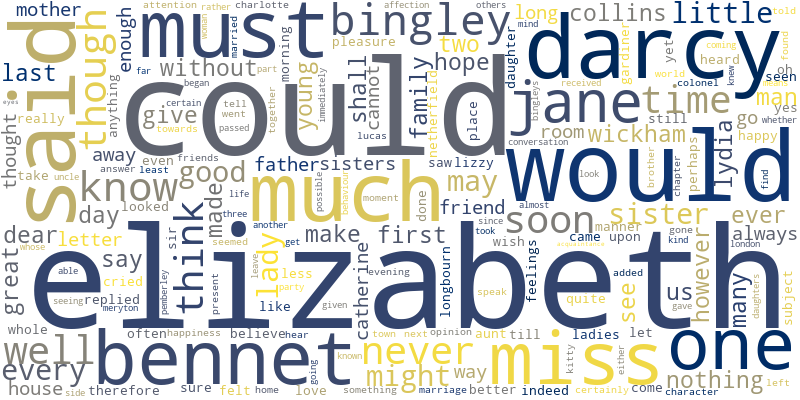 mother
must
bingley
collins
long
little
attention
woman
rather
charlotte
affection
others
told
said
though
enough
married
far
without
morning
pleasure
two
hope
daughter
mind
darcy
gardiner
yet
heard
coming
world
found
knew
last
anything
began
part
could
shall
young
cannot
family
place
jane
time
man
colonel
or
seen
really
give
certain
tell
went
passed
towards
immediately
together
netherfield
received
bingleys
room
wickham
still
go
yes
whether
happy
perhaps
lydia
eyes
thought
away
even
friends
lucas
father
sisters
saw
lizzy
conversation
brother
chapter
take
uncle
answer
least
know
good
much
may
would
look
find
looked
life
possible
behaviour
moment
done
friend
almost
day
made
three
another
since
took
soon
sister
ever
dear
letter
think
sir
lady
make
first
wish
manner
always
great
whose
say
seemed
get
catherine
longbourn
feelings
came
upon
gone
kind
london
however
many
able
cried
replied
elizabeth
less
evening
like
leave
party
given
speak
acquaintance
quite
added
see
us
gave
daughters
subject
seeing
meryton
pemberley
present
whole
often
happiness
believe
hear
town
next
opinion
aunt
till
ladies
let
well
bennet
never
miss
one
every
going
known
might
way
kitty
either
nothing
left
house
side
therefore
sure
felt
home
love
something
marriage
better
indeed
certainly
come
character